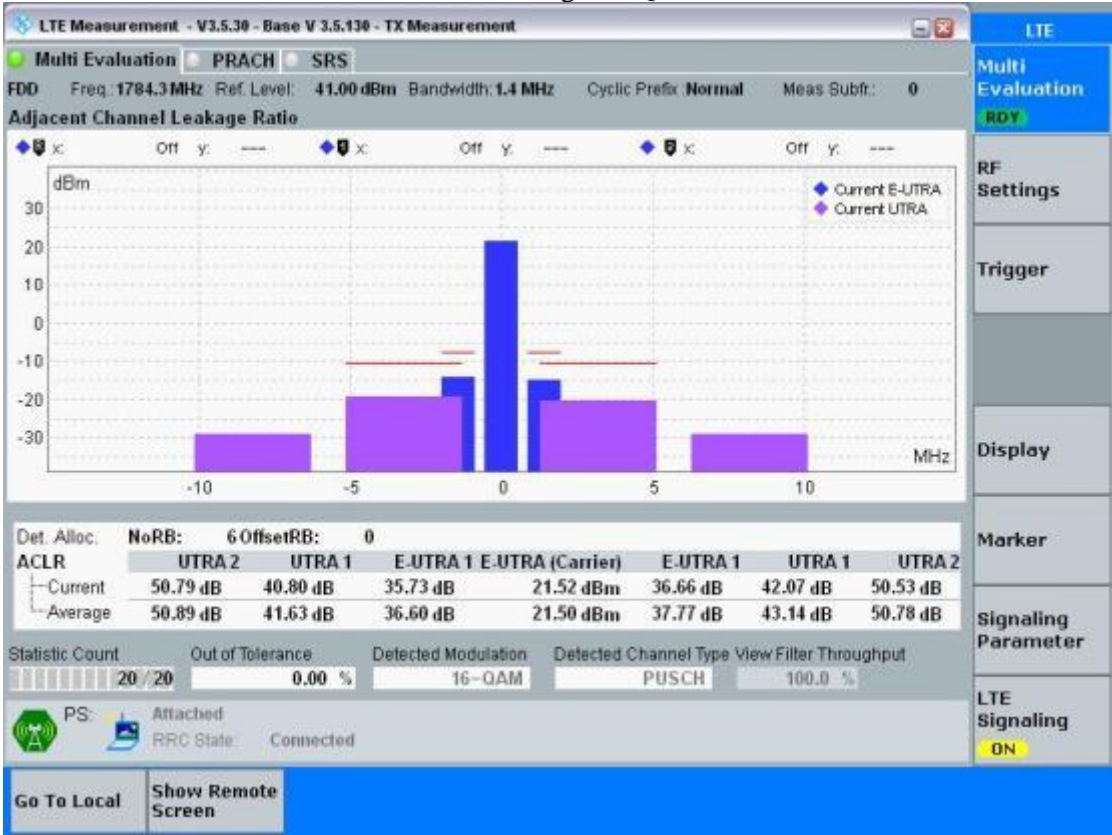 LTE Measurement - V3.5.30 - Base V 3.5.130 - TX Measurement
LTE
Multi Evaluation PRACH SRS
Multi
Evaluation
RDY
FDD Freq.: 1784.3 MHz Ref. Level: 41.00 dBm Bandwidth: 1.4 MHz Cyclic Prefix: Normal Meas Subfr.: 0
Adjacent Channel Leakage Ratio
x: Off y: --- x: Off y: --- x: Off y: ---
dBm
Current E-UTRA
Current UTRA
30
20
10
0
-10
-20
-30
MHz
-10 -5 0 5 10
RF
Settings
Trigger
Display
Marker
Signaling
Parameter
LTE
Signaling
ON
Det. Alloc. NoRB: 6 OffsetRB: 0
ACLR UTRA 2 UTRA 1 E-UTRA 1 E-UTRA (Carrier) E-UTRA 1 UTRA 1 UTRA 2
Current 50.79 dB 40.80 dB 35.73 dB 21.52 dBm 36.66 dB 42.07 dB 50.53 dB
Average 50.89 dB 41.63 dB 36.60 dB 21.50 dBm 37.77 dB 43.14 dB 50.78 dB
Statistic Count Out of Tolerance Detected Modulation Detected Channel Type View Filter Throughput
20 / 20 0.00 % 16-QAM PUSCH 100.0 %
PS: Attached
RRC State: Connected
Go To Local
Show Remote
Screen